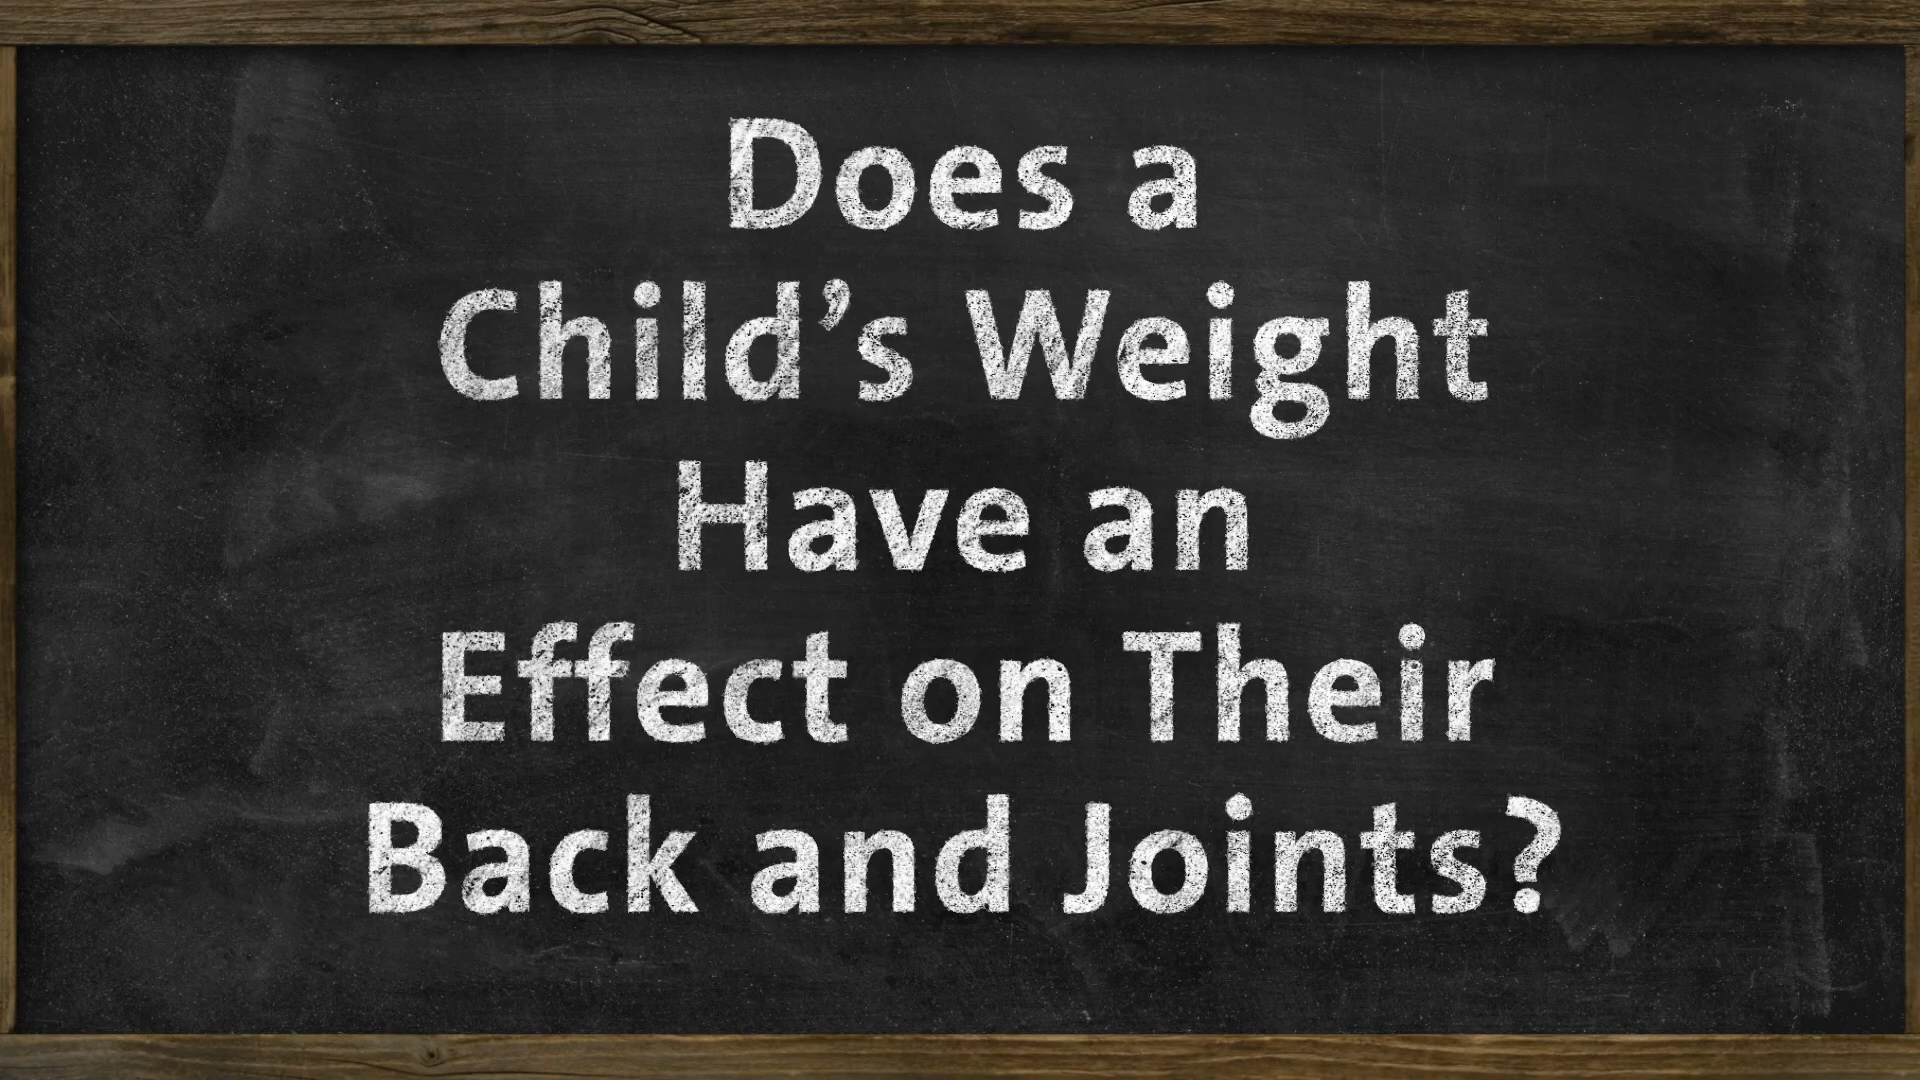 Does a
Child’s Weight
Have an
Effect on Their
Back and Joints?